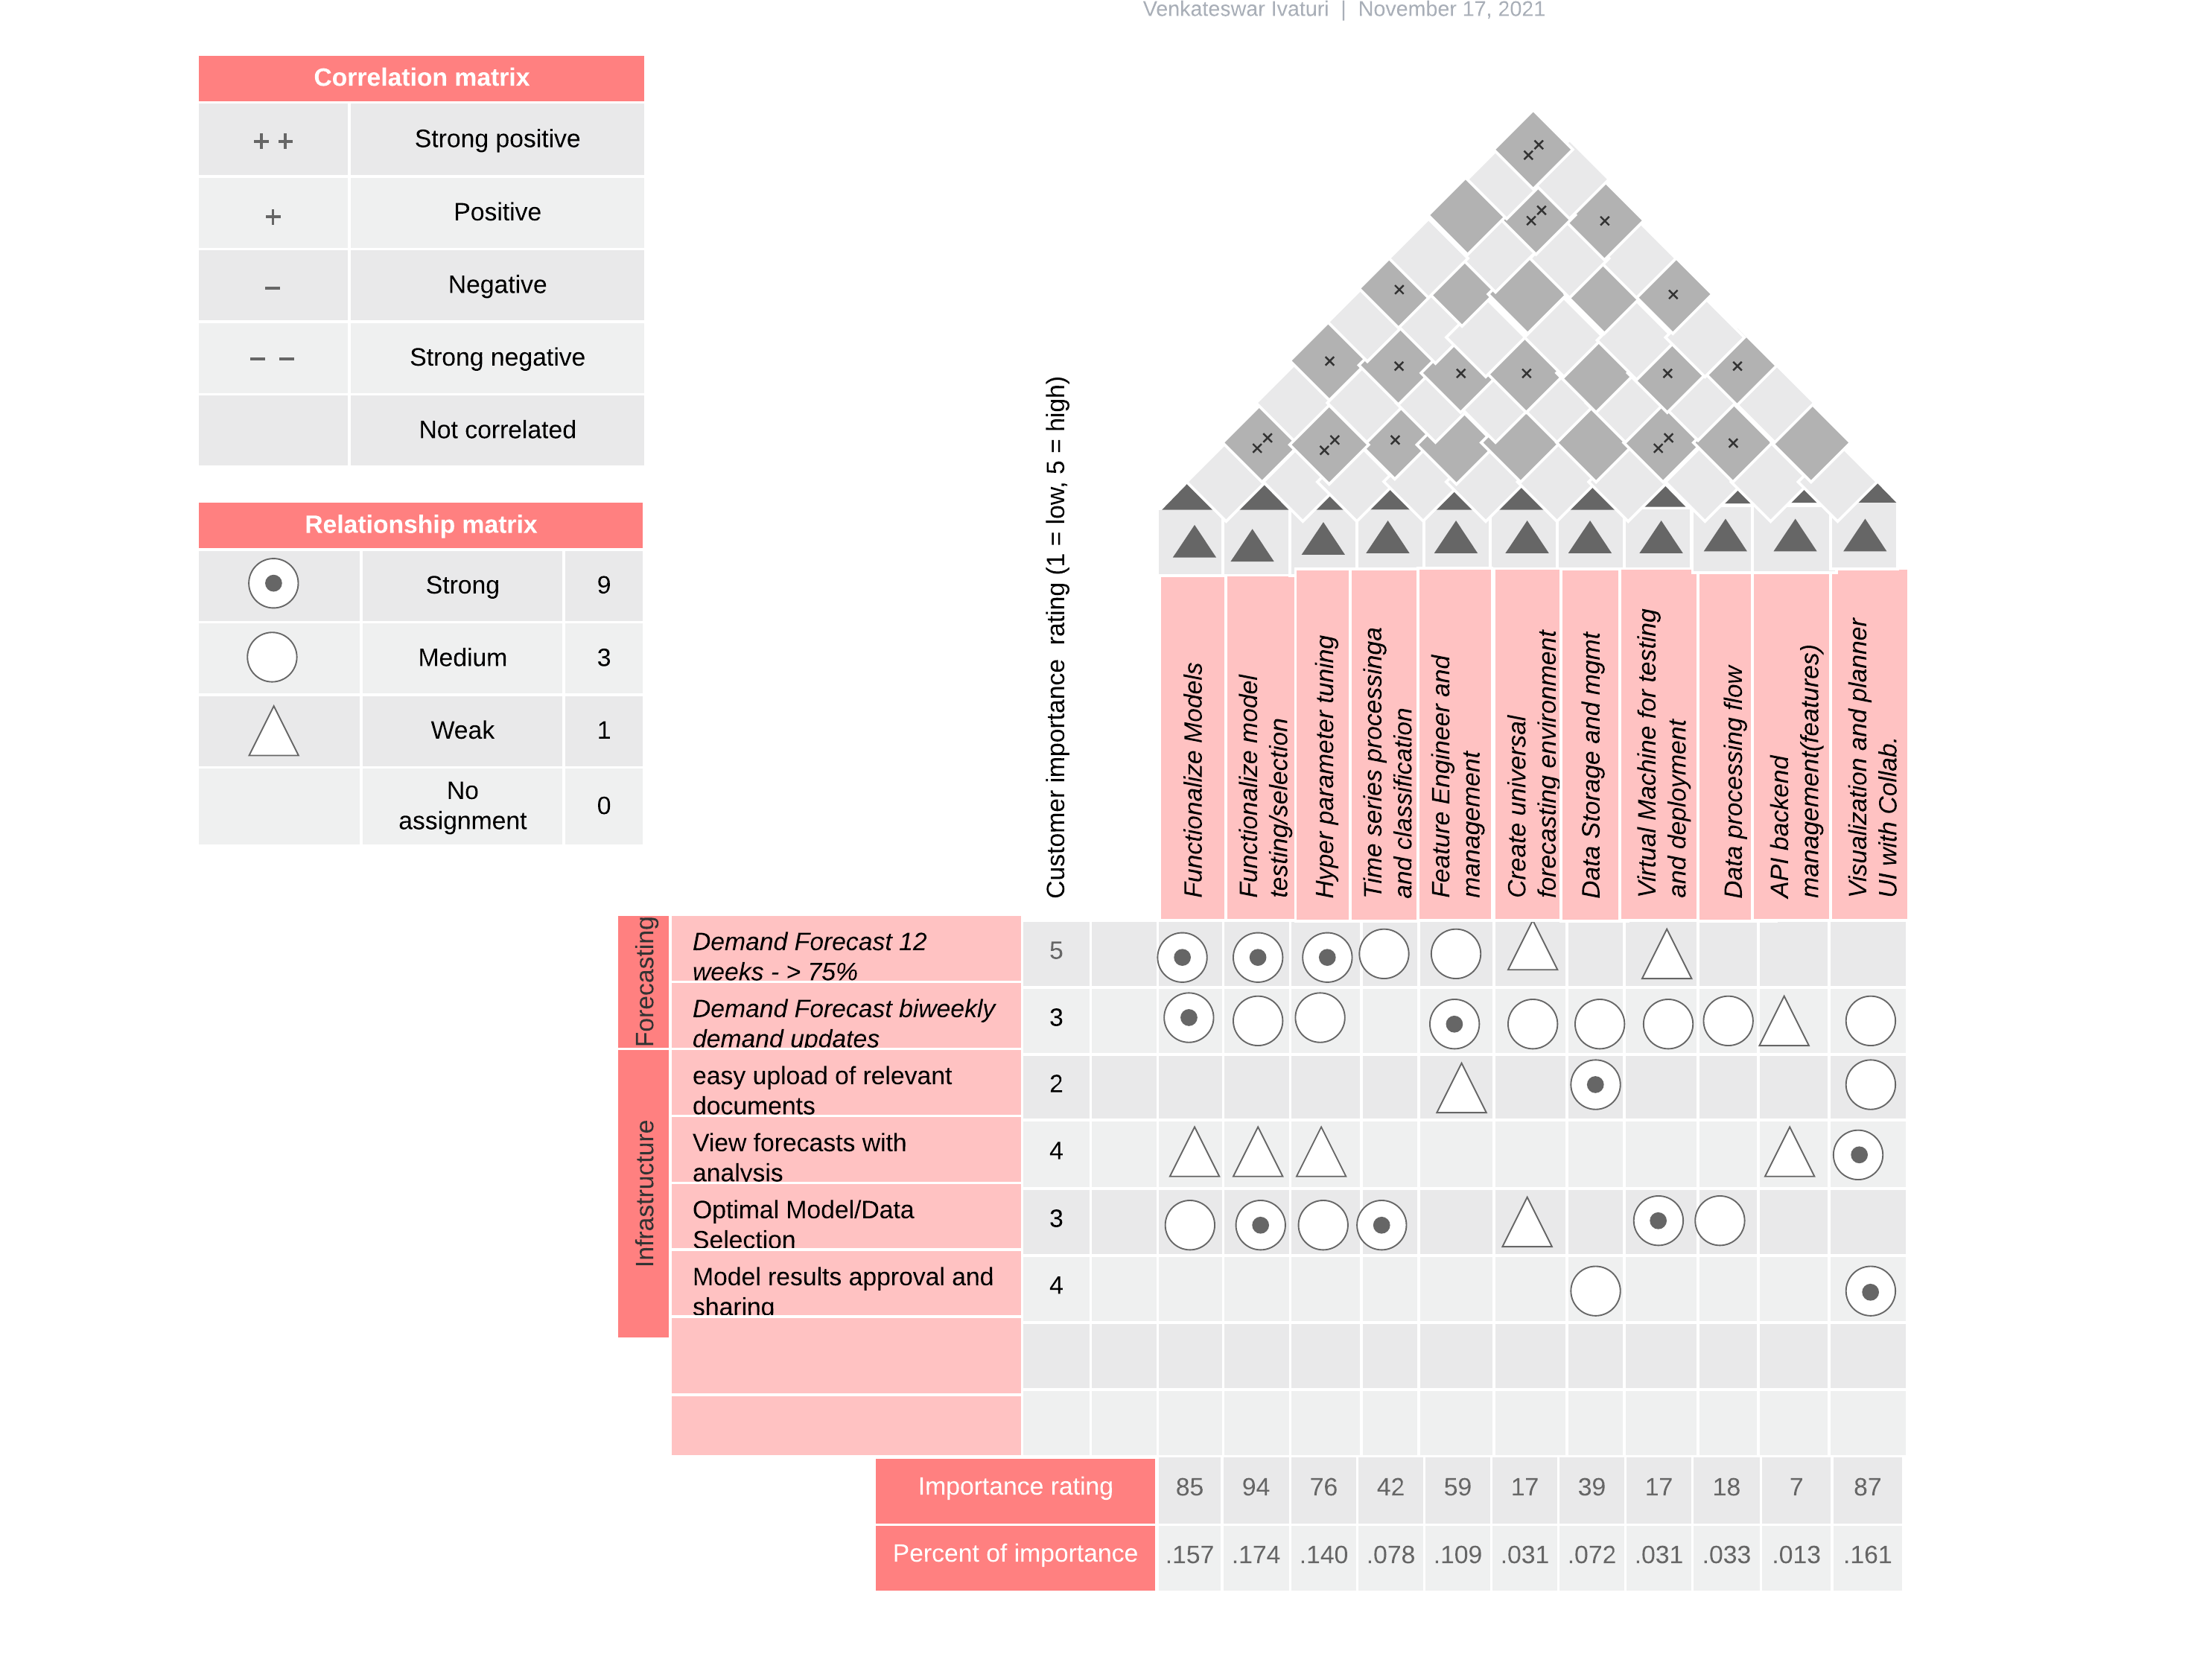 Venkateswar Ivaturi | November 17, 2021
Correlation matrix
+ + Strong positive
+ Positive
– Negative
– – Strong negative
Not correlated
Relationship matrix
Strong 9
Medium 3
Weak 1
No
assignment 0
Customer importance rating (1 = low, 5 = high)
Functionalize Models
Functionalize model
testing/selection
Hyper parameter tuning
Time series processinga
and classification
Feature Engineer and
management
Create universal
forecasting environment
Data Storage and mgmt
Virtual Machine for testing
and deployment
Data processing flow
API backend
management(features)
Visualization and planner
UI with Collab.
Forecasting
Demand Forecast 12
weeks - > 75%
5
Demand Forecast biweekly
demand updates
3
Infrastructure
easy upload of relevant
documents
2
View forecasts with
analysis
4
Optimal Model/Data
Selection
3
Model results approval and
sharing
4
Importance rating 85 94 76 42 59 17 39 17 18 7 87
Percent of importance .157 .174 .140 .078 .109 .031 .072 .031 .033 .013 .161